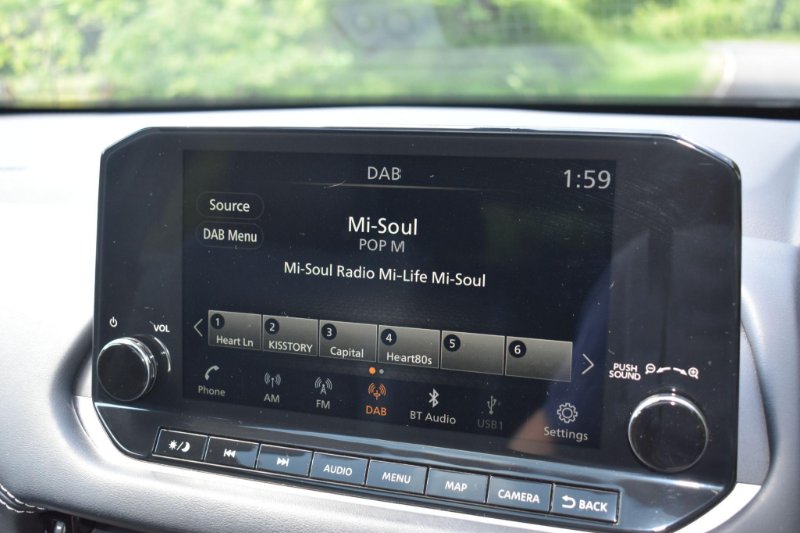 DAB
1:59
Source
DAB Menu
Mi-Soul
POP M
Mi-Soul Radio Mi-Life Mi-Soul
1 Heart Ln
2 KISSTORY
3 Capital
4 Heart80s
5
6
VOL
PUSH SOUND
Phone
AM
FM
DAB
BT Audio
USB1
Settings
AUDIO
MENU
MAP
CAMERA
BACK